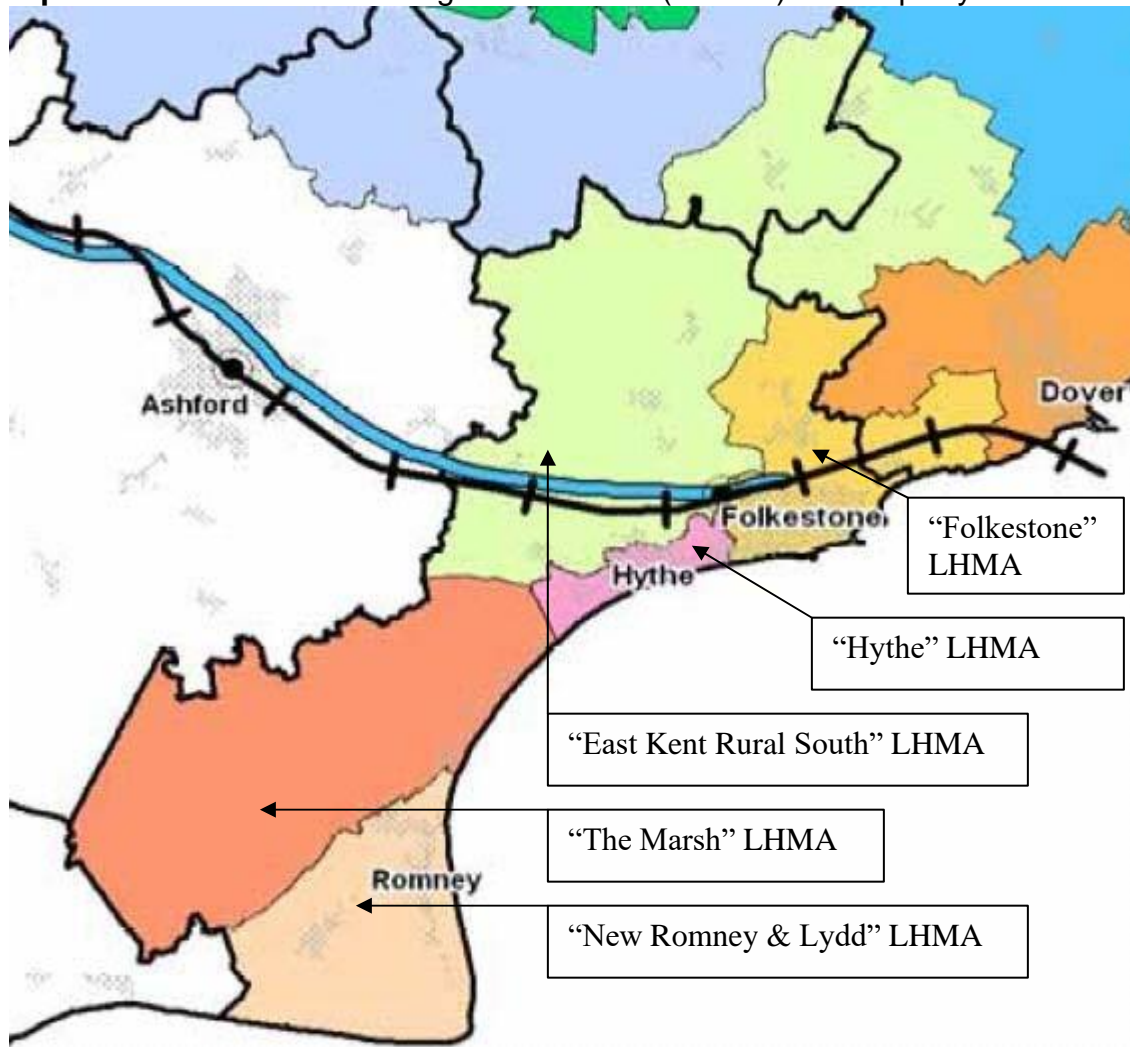 Ashford
Dover
Folkestone
Hythe
Romney
“Folkestone”
LHMA
“Hythe” LHMA
“East Kent Rural South” LHMA
“The Marsh” LHMA
“New Romney & Lydd” LHMA